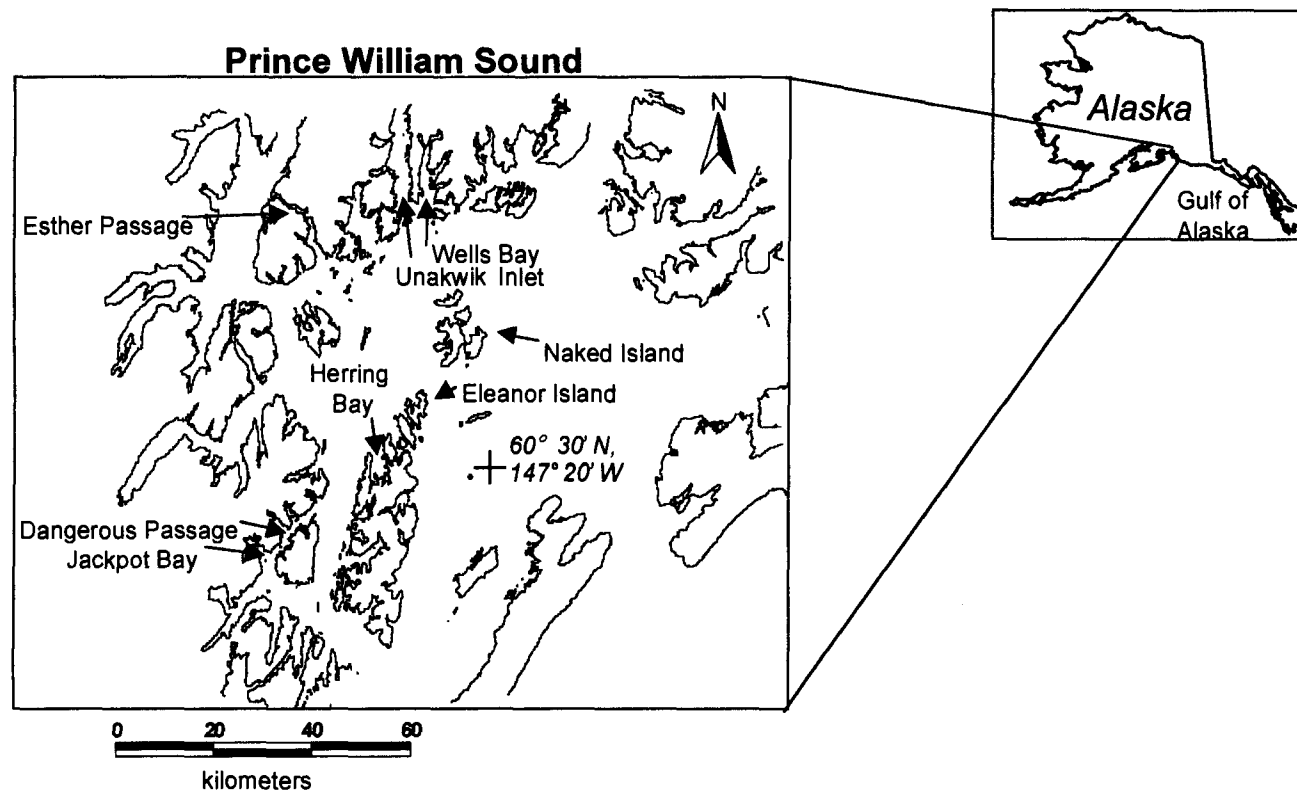 Prince William Sound
N
Alaska
Gulf of
Alaska
Esther Passage
Wells Bay
Unakwik Inlet
Naked Island
Herring
Bay
Eleanor Island
60° 30' N,
147° 20' W
Dangerous Passage
Jackpot Bay
0 20 40 60
kilometers